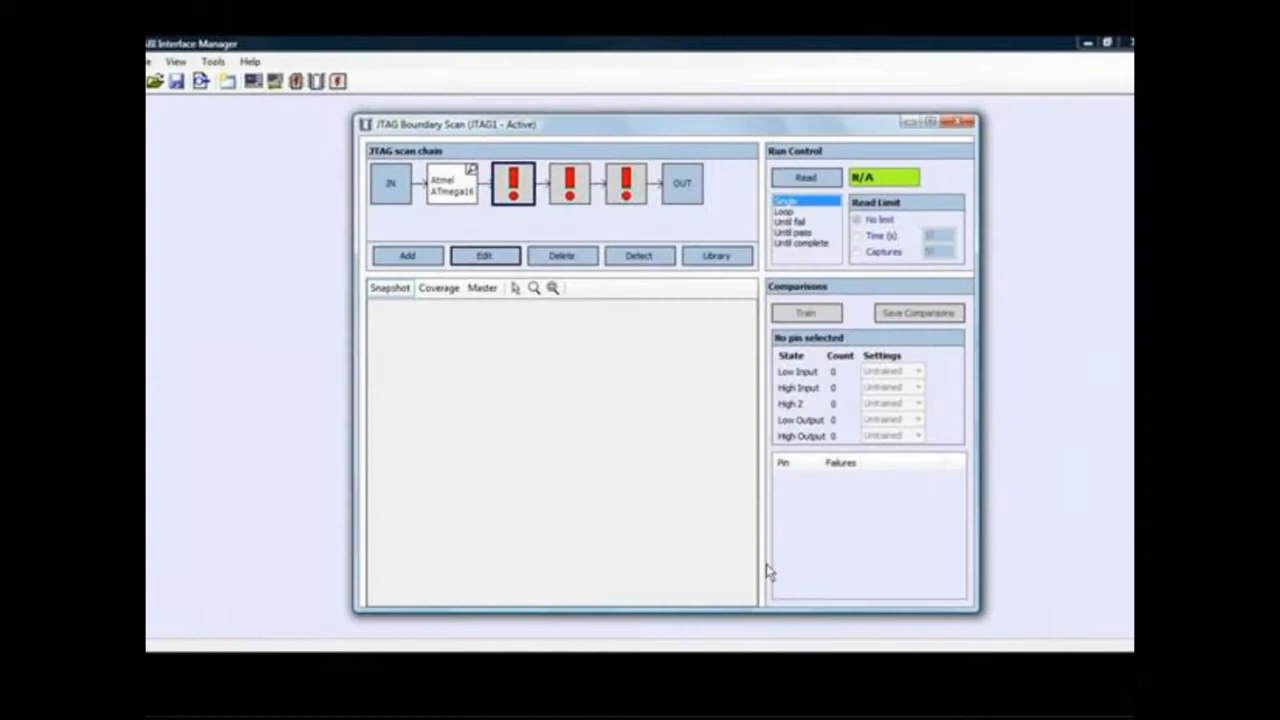 Interface Manager
View Tools Help
JTAG Boundary Scan (JTAG1 - Active)
JTAG scan chain
IN
Atmel
ATmega16
OUT
Add Edit Delete Detect Library
Snapshot Coverage Master
Run Control
Read N/A
Single
Loop
Until fail
Until pass
Until complete
Read Limit
No limit
Time (s) 10
Captures 50
Comparisons
Train Save Comparisons
No pin selected
State Count Settings
Low Input 0 Untrained
High Input 0 Untrained
High Z 0 Untrained
Low Output 0 Untrained
High Output 0 Untrained
Pin Failures